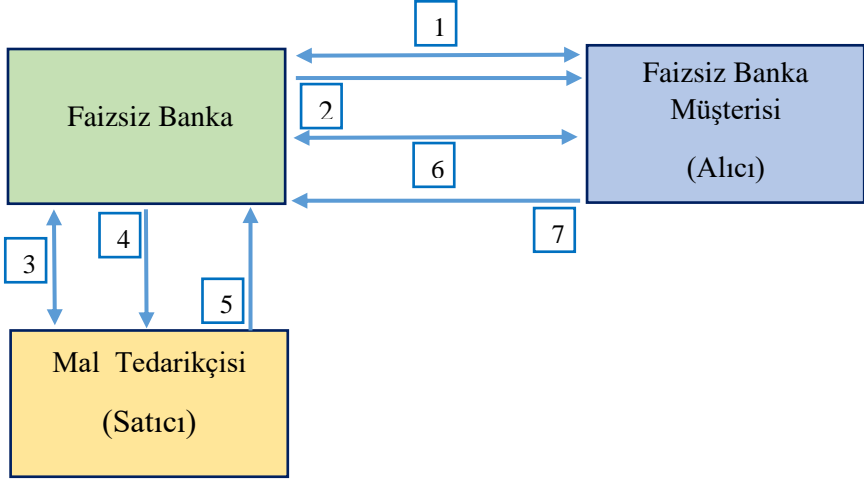 1
Faizsiz Banka
2
6
7
Faizsiz Banka
Müşterisi
(Alıcı)
3
4
5
Mal Tedarikçisi
(Satıcı)